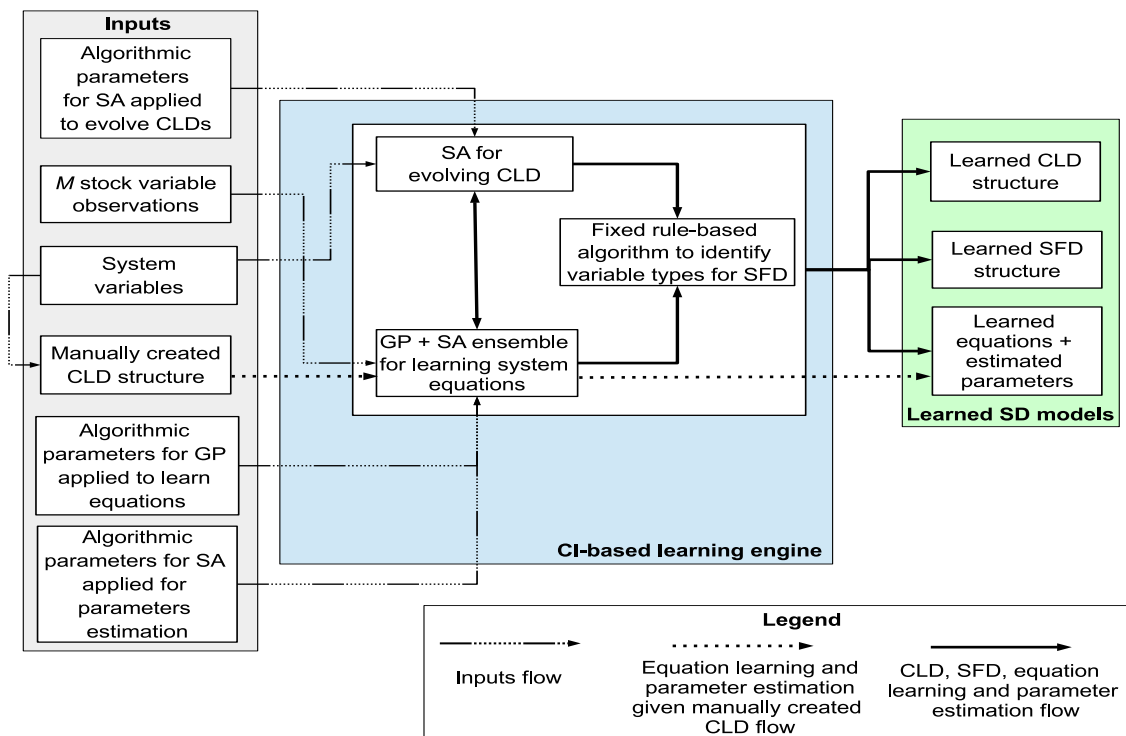 Inputs
Algorithmic
parameters
for SA applied
to evolve CLDs
M stock variable
observations
System
variables
Manually created
CLD structure
Algorithmic
parameters for GP
applied to learn
equations
Algorithmic
parameters for SA
applied for
parameters
estimation
SA for
evolving CLD
Fixed rule-based
algorithm to identify
variable types for SFD
GP + SA ensemble
for learning system
equations
CI-based learning engine
Learned CLD
structure
Learned SFD
structure
Learned
equations +
estimated
parameters
Learned SD models
Legend
Inputs flow
Equation learning and
parameter estimation
given manually created
CLD flow
CLD, SFD, equation
learning and parameter
estimation flow